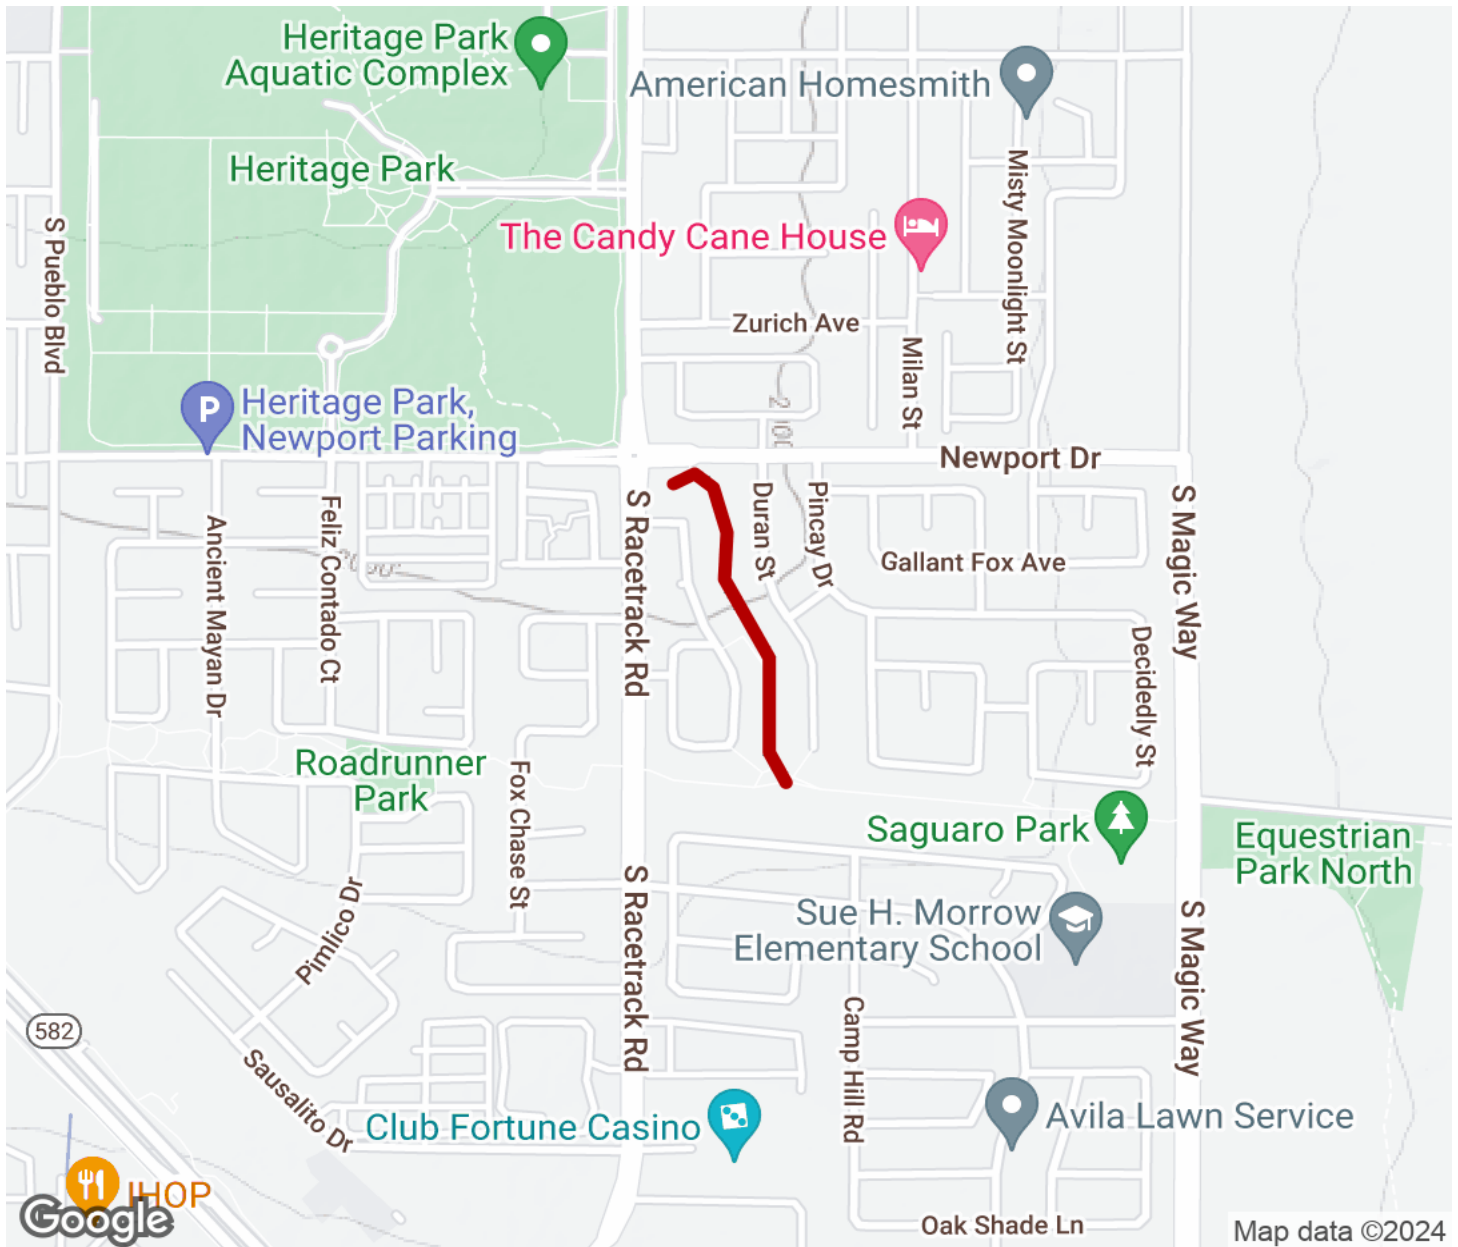 Heritage Park
Aquatic Complex
American Homesmith
Heritage Park
Misty Moonlight St
The Candy Cane House
S Pueblo Blvd
Zurich Ave
Milan St
Heritage Park,
Newport Parking
Newport Dr
S Racetrack Rd
Duran St
Pincay Dr
S Magic Way
Feliz Contado Ct
Ancient Mayan Dr
Gallant Fox Ave
Decidedly St
Roadrunner
Park
Fox Chase St
Saguaro Park
Equestrian
Park North
S Racetrack Rd
Pimlico Dr
Sue H. Morrow
Elementary School
S Magic Way
Camp Hill Rd
582
Sausalito Dr
Club Fortune Casino
Avila Lawn Service
P
IHOP
Google
Oak Shade Ln
Map data ©2024